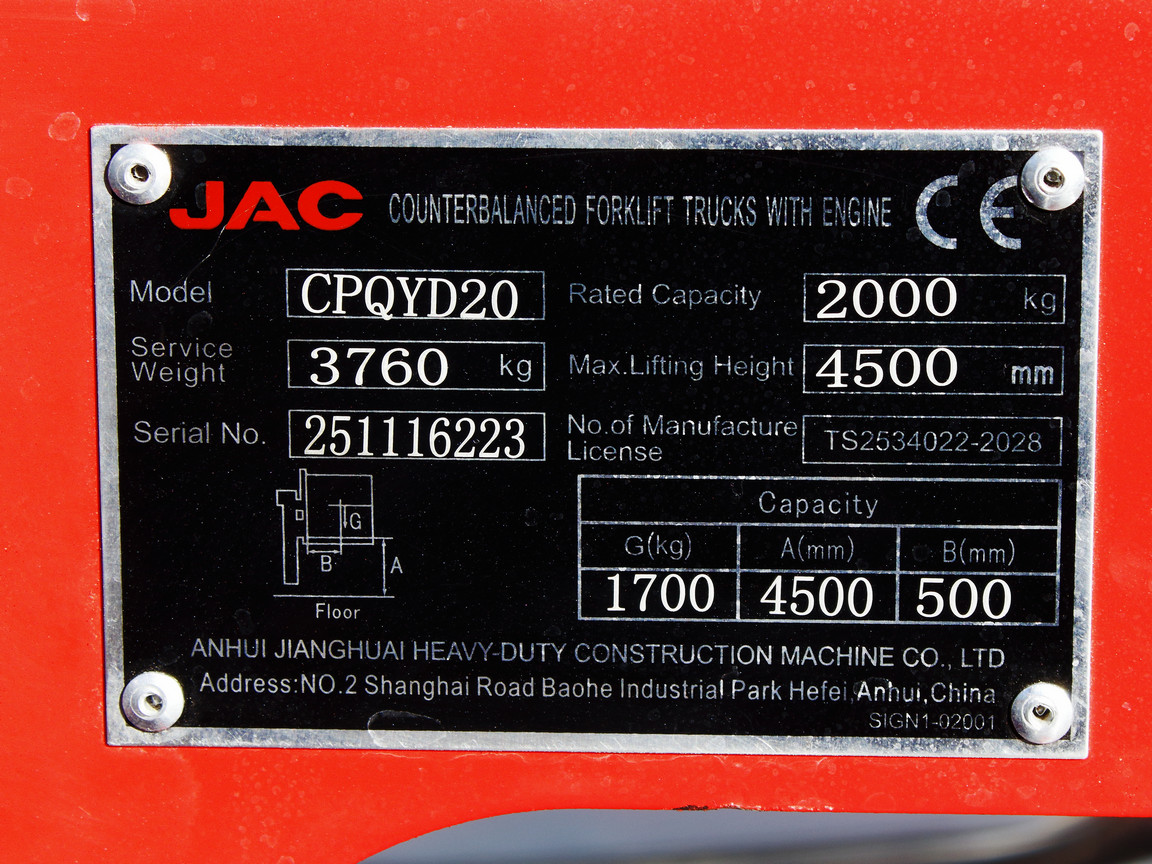 JAC COUNTERBALANCED FORKLIFT TRUCKS WITH ENGINE CE
Model CPQYD20 Rated Capacity 2000 kg
Service Weight 3760 kg Max.Lifting Height 4500 mm
Serial No. 251116223 No.of Manufacture License TS2534022-2028
Capacity
G(kg) A(mm) B(mm)
1700 4500 500
G
B A
Floor
ANHUI JIANGHUAI HEAVY-DUTY CONSTRUCTION MACHINE CO., LTD
Address:NO.2 Shanghai Road Baohe Industrial Park Hefei,Anhui,China
SIGN1-02001